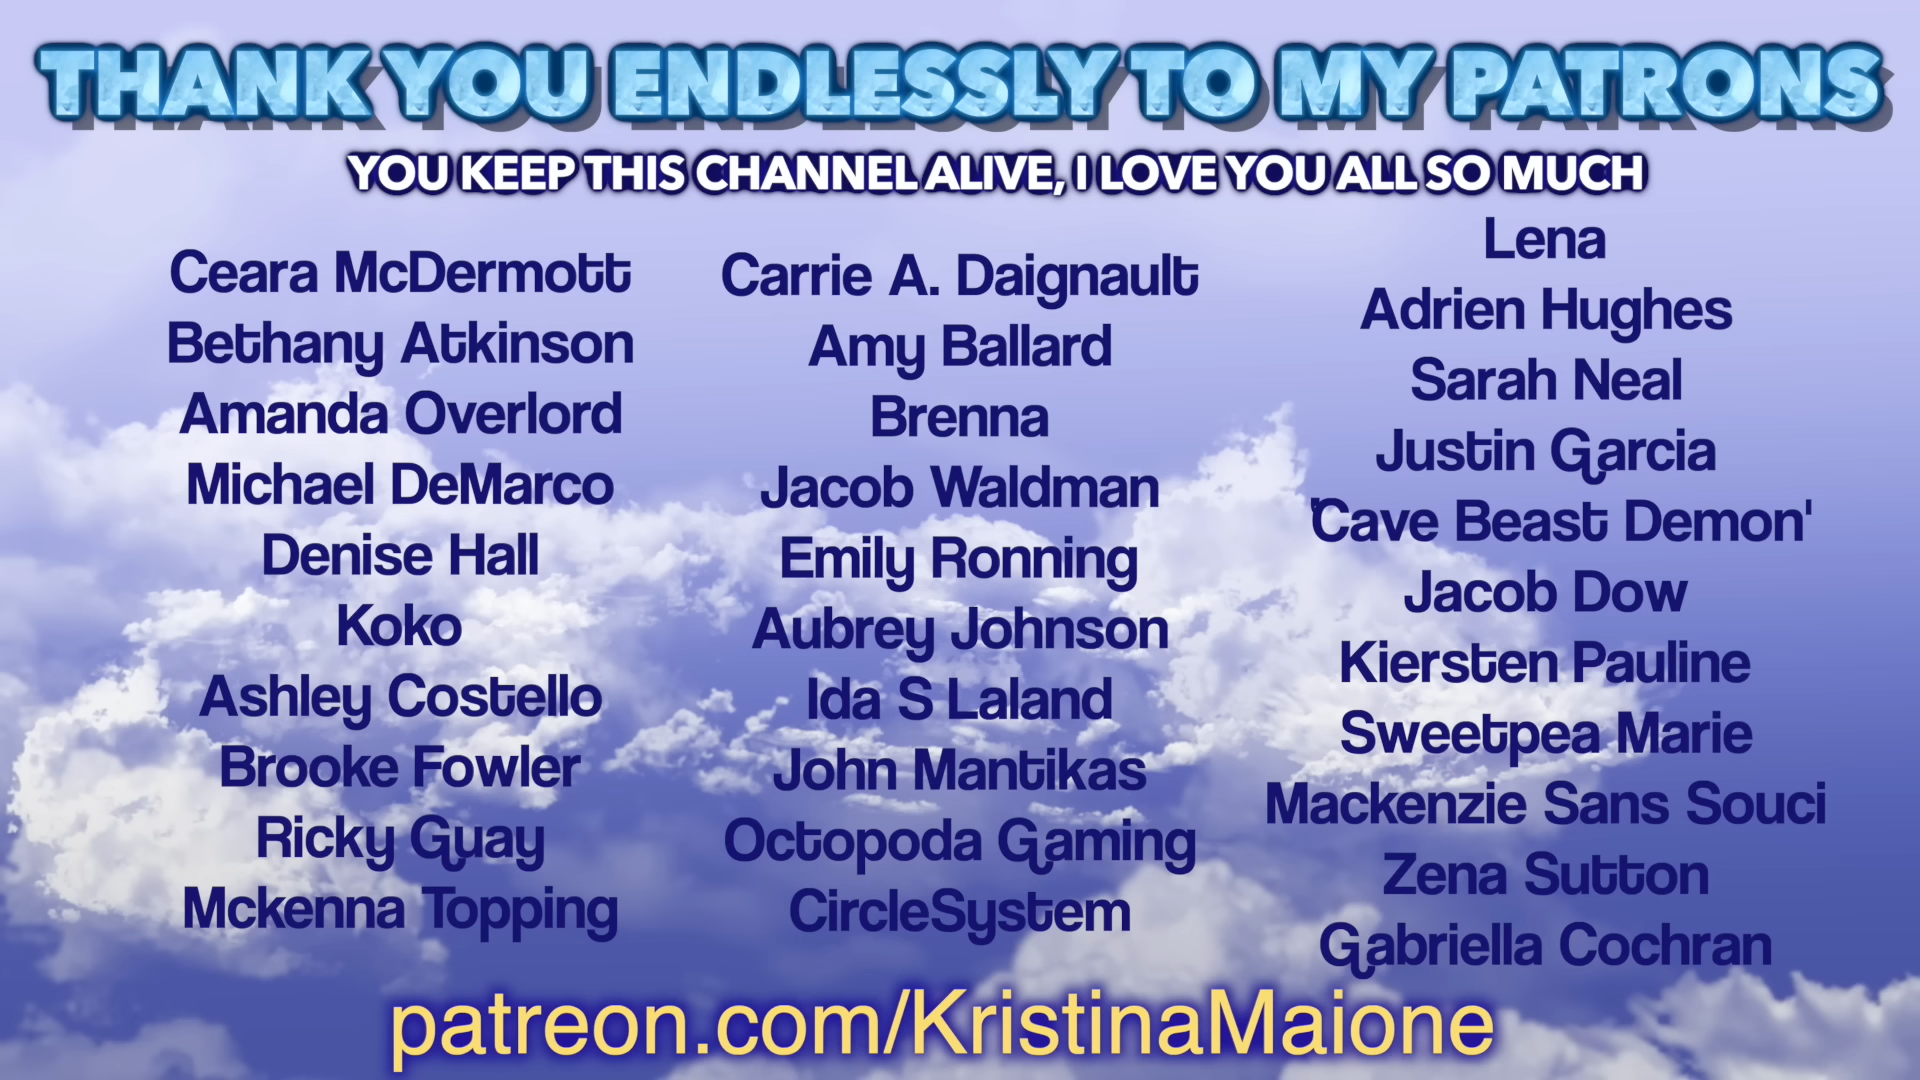 THANK YOU ENDLESSLY TO MY PATRONS
YOU KEEP THIS CHANNEL ALIVE, I LOVE YOU ALL SO MUCH
Ceara McDermott
Bethany Atkinson
Amanda Overlord
Michael DeMarco
Denise Hall
Koko
Ashley Costello
Brooke Fowler
Ricky Guay
Mckenna Topping
Carrie A. Daignault
Amy Ballard
Brenna
Jacob Waldman
Emily Ronning
Aubrey Johnson
Ida S Laland
John Mantikas
Octopoda Gaming
CircleSystem
Lena
Adrien Hughes
Sarah Neal
Justin Garcia
'Cave Beast Demon'
Jacob Dow
Kiersten Pauline
Sweetpea Marie
Mackenzie Sans Souci
Zena Sutton
Gabriella Cochran
patreon.com/KristinaMaione